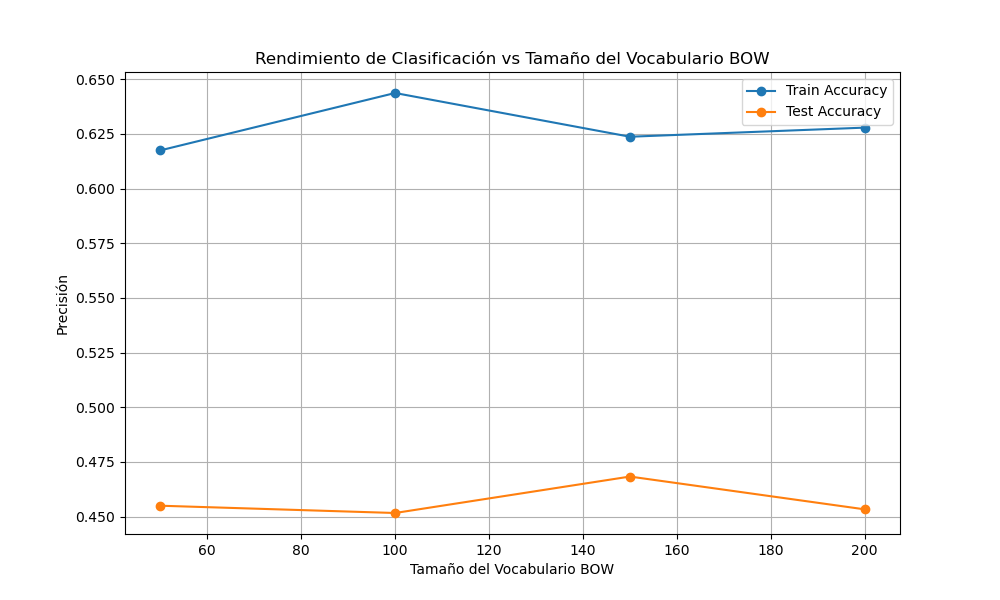 Rendimiento de Clasificación vs Tamaño del Vocabulario BOW
Train Accuracy
Test Accuracy
Precisión
0.650
0.625
0.600
0.575
0.550
0.525
0.500
0.475
0.450
60 80 100 120 140 160 180 200
Tamaño del Vocabulario BOW